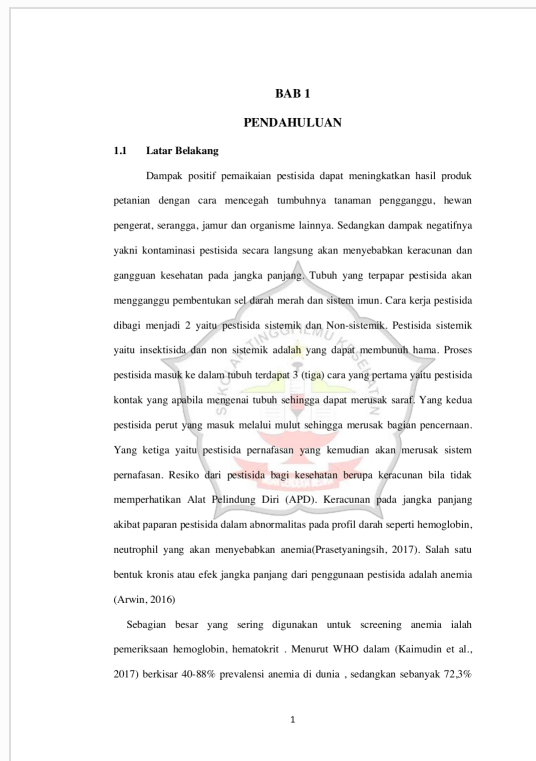 BAB 1
PENDAHULUAN
1.1 Latar Belakang
Dampak positif pemaikaian pestisida dapat meningkatkan hasil produk
petanian dengan cara mencegah tumbuhnya tanaman pengganggu, hewan
pengerat, serangga, jamur dan organisme lainnya. Sedangkan dampak negatifnya
yakni kontaminasi pestisida secara langsung akan menyebabkan keracunan dan
gangguan kesehatan pada jangka panjang. Tubuh yang terpapar pestisida akan
mengganggu pembentukan sel darah merah dan sistem imun. Cara kerja pestisida
dibagi menjadi 2 yaitu pestisida sistemik dan Non-sistemik. Pestisida sistemik
yaitu insektisida dan non sistemik adalah yang dapat membunuh hama. Proses
pestisida masuk ke dalam tubuh terdapat 3 (tiga) cara yang pertama yaitu pestisida
kontak yang apabila mengenai tubuh sehingga dapat merusak saraf. Yang kedua
pestisida perut yang masuk melalui mulut sehingga merusak bagian pencernaan.
Yang ketiga yaitu pestisida pernafasan yang kemudian akan merusak sistem
pernafasan. Resiko dari pestisida bagi kesehatan berupa keracunan bila tidak
memperhatikan Alat Pelindung Diri (APD). Keracunan pada jangka panjang
akibat paparan pestisida dalam abnormalitas pada profil darah seperti hemoglobin,
neutrophil yang akan menyebabkan anemia(Prasetyaningsih, 2017). Salah satu
bentuk kronis atau efek jangka panjang dari penggunaan pestisida adalah anemia
(Arwin, 2016)
Sebagian besar yang sering digunakan untuk screening anemia ialah
pemeriksaan hemoglobin, hematokrit . Menurut WHO dalam (Kaimudin et al.,
2017) berkisar 40-88% prevalensi anemia di dunia , sedangkan sebanyak 72,3%
1